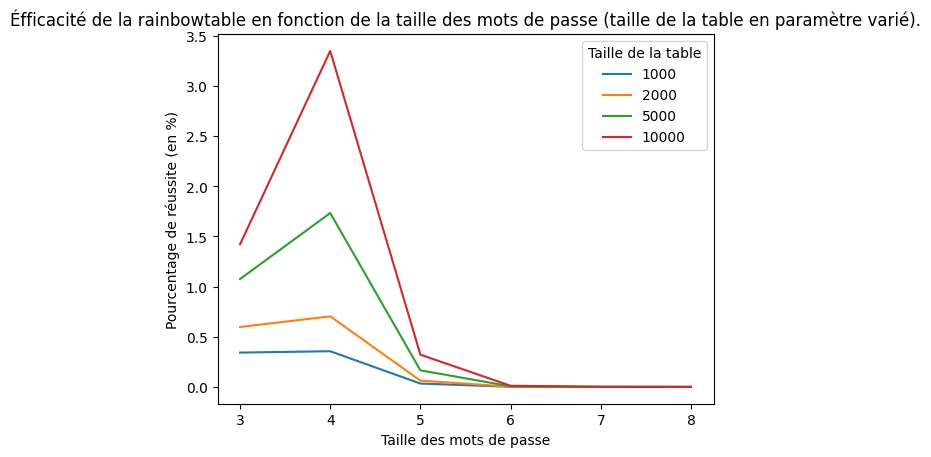 Éfficacité de la rainbowtable en fonction de la taille des mots de passe (taille de la table en paramètre varié).
3.5
3.0
2.5
2.0
1.5
1.0
0.5
0.0
Pourcentage de réussite (en %)
Taille de la table
1000
2000
5000
10000
3 4 5 6 7 8
Taille des mots de passe